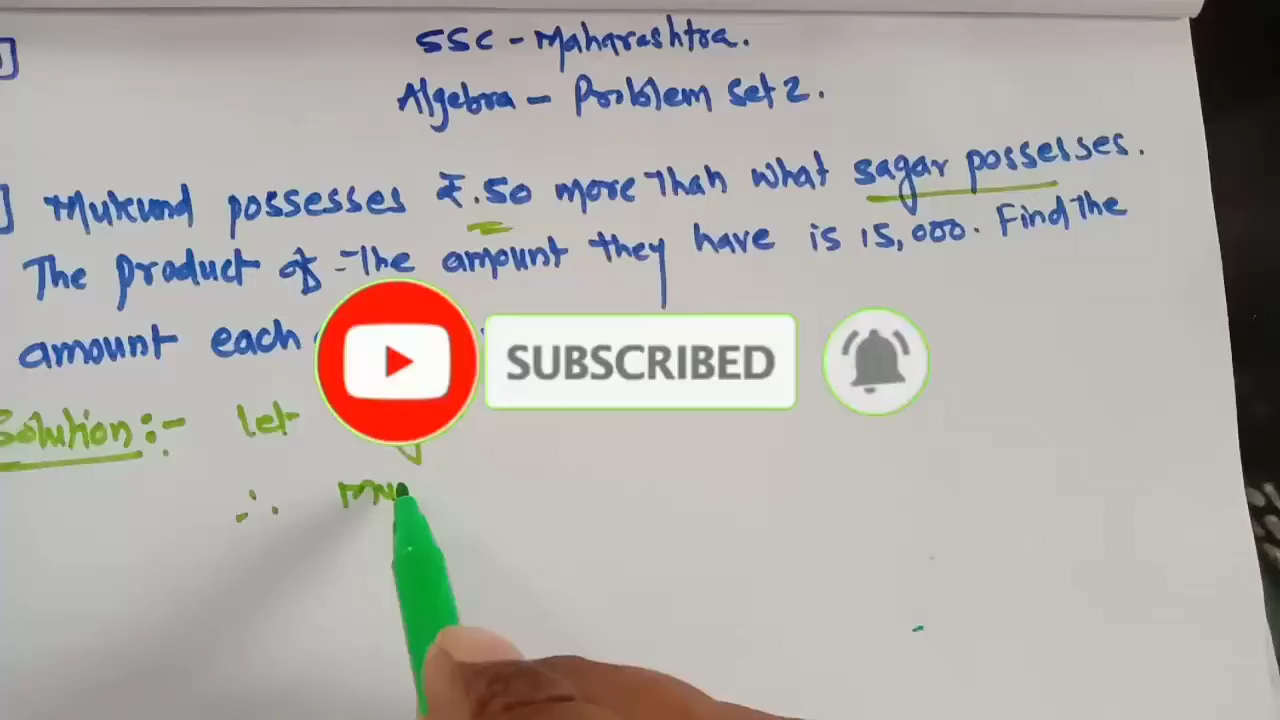 ]
SSC - Maharashtra.
Algebra - Problem Set 2.
] Mukund possesses ₹.50 more than what sagar possesses.
The product of the amount they have is 15,000. Find the
amount each
SUBSCRIBED
Solution:- let
∴ Mu